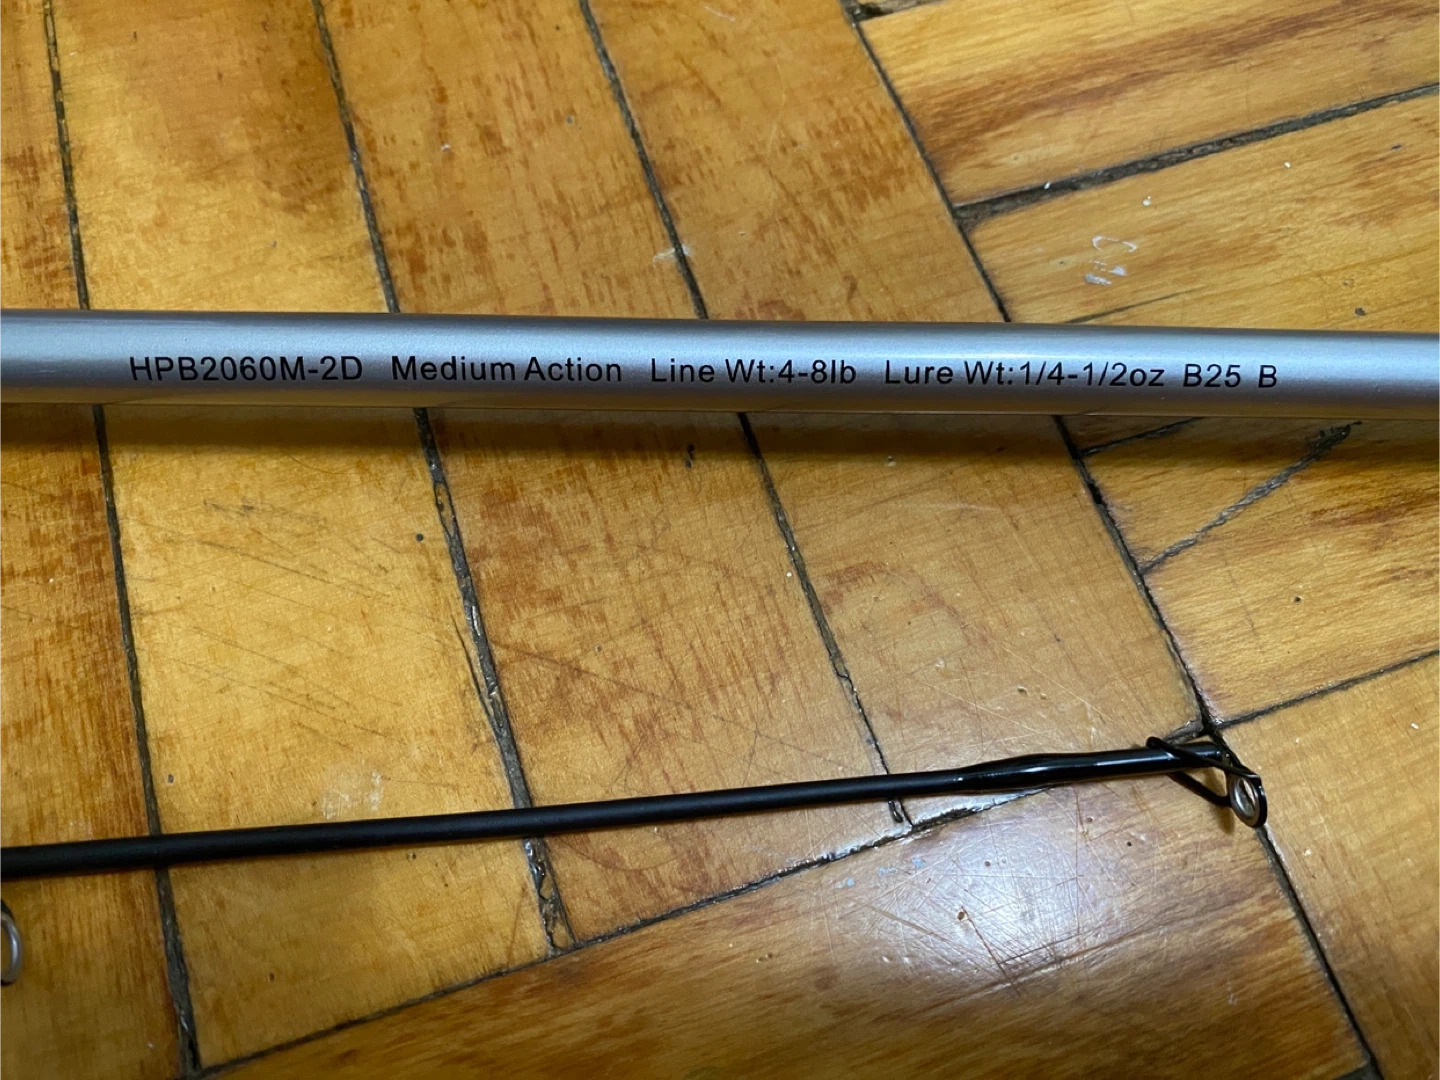 HPB2060M-2D Medium Action Line Wt:4-8lb Lure Wt:1/4-1/2oz B25 B